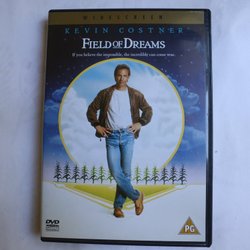 WIDESCREEN
KEVIN COSTNER
FIELD OF DREAMS
If you believe the impossible, the incredible can come true.
DVD
VIDEO
PG